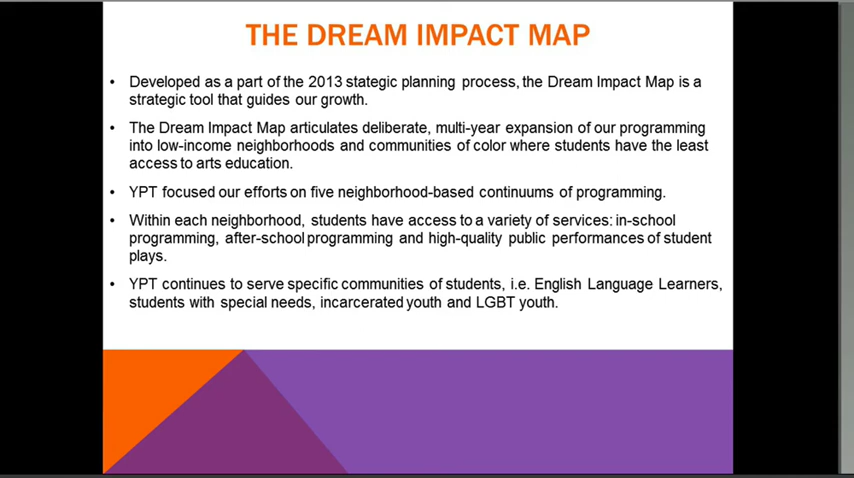 THE DREAM IMPACT MAP
• Developed as a part of the 2013 stategic planning process, the Dream Impact Map is a
strategic tool that guides our growth.
• The Dream Impact Map articulates deliberate, multi-year expansion of our programming
into low-income neighborhoods and communities of color where students have the least
access to arts education.
• YPT focused our efforts on five neighborhood-based continuums of programming.
• Within each neighborhood, students have access to a variety of services: in-school
programming, after-school programming and high-quality public performances of student
plays.
• YPT continues to serve specific communities of students, i.e. English Language Learners,
students with special needs, incarcerated youth and LGBT youth.